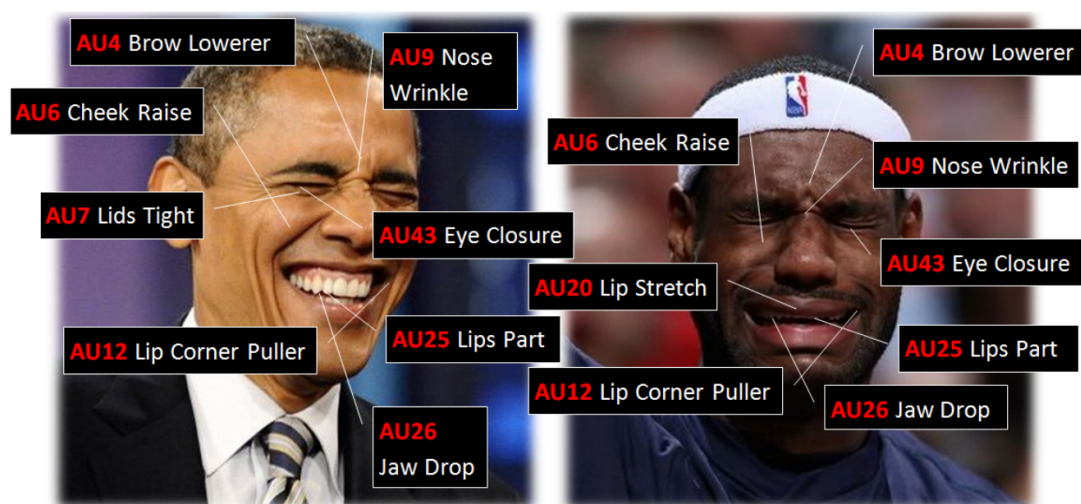 AU4 Brow Lowerer
AU9 Nose
Wrinkle
AU6 Cheek Raise
AU7 Lids Tight
AU43 Eye Closure
AU12 Lip Corner Puller
AU25 Lips Part
AU26
Jaw Drop
AU4 Brow Lowerer
NBA
AU6 Cheek Raise
AU9 Nose Wrinkle
AU43 Eye Closure
AU20 Lip Stretch
AU25 Lips Part
AU12 Lip Corner Puller
AU26 Jaw Drop